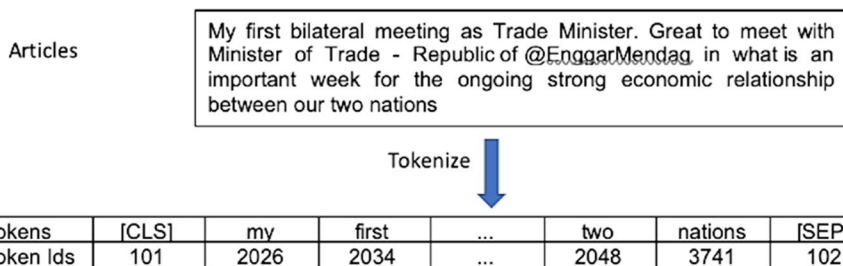 Articles
My first bilateral meeting as Trade Minister. Great to meet with
Minister of Trade - Republic of @EnggarMendag in what is an
important week for the ongoing strong economic relationship
between our two nations
Tokenize
okens [CLS] my first ... two nations [SEP
oken Ids 101 2026 2034 ... 2048 3741 102